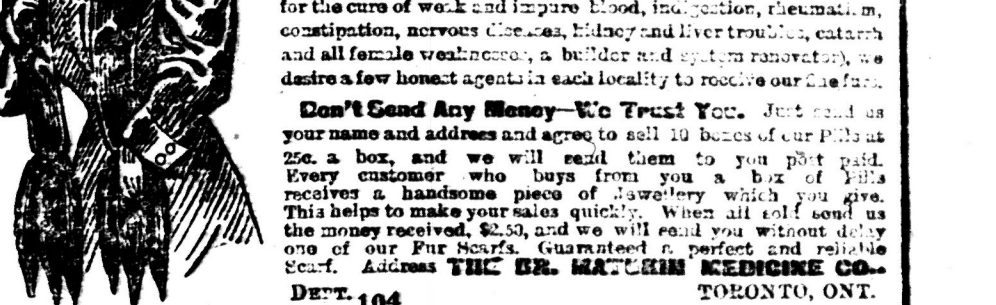 for the cure of weak and impure blood, indigestion, rheumatism,
constipation, nervous diseases, kidney and liver troubles, catarrh
and all female weaknesses, a builder and system renovator), we
desire a few honest agents in each locality to receive our fine furs.
Don't Send Any Money—We Trust You. Just send us
your name and address and agree to sell 10 boxes of our Pills at
25c. a box, and we will send them to you post paid.
Every customer who buys from you a box of Pills
receives a handsome piece of Jewellery which you give.
This helps to make your sales quickly. When all sold send us
the money received, $2.50, and we will send you without delay
one of our Fur Scarfs. Guaranteed a perfect and reliable
Scarf. Address THE DR. MATURIN MEDICINE CO..
DEPT. 104 TORONTO, ONT.